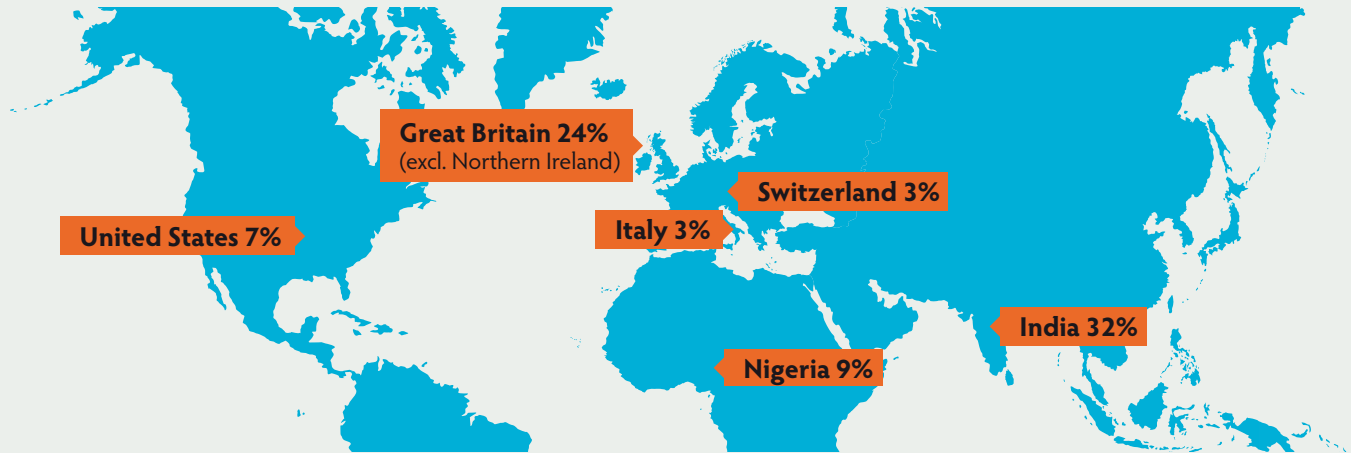 Great Britain 24%
(excl. Northern Ireland)
Switzerland 3%
Italy 3%
United States 7%
India 32%
Nigeria 9%